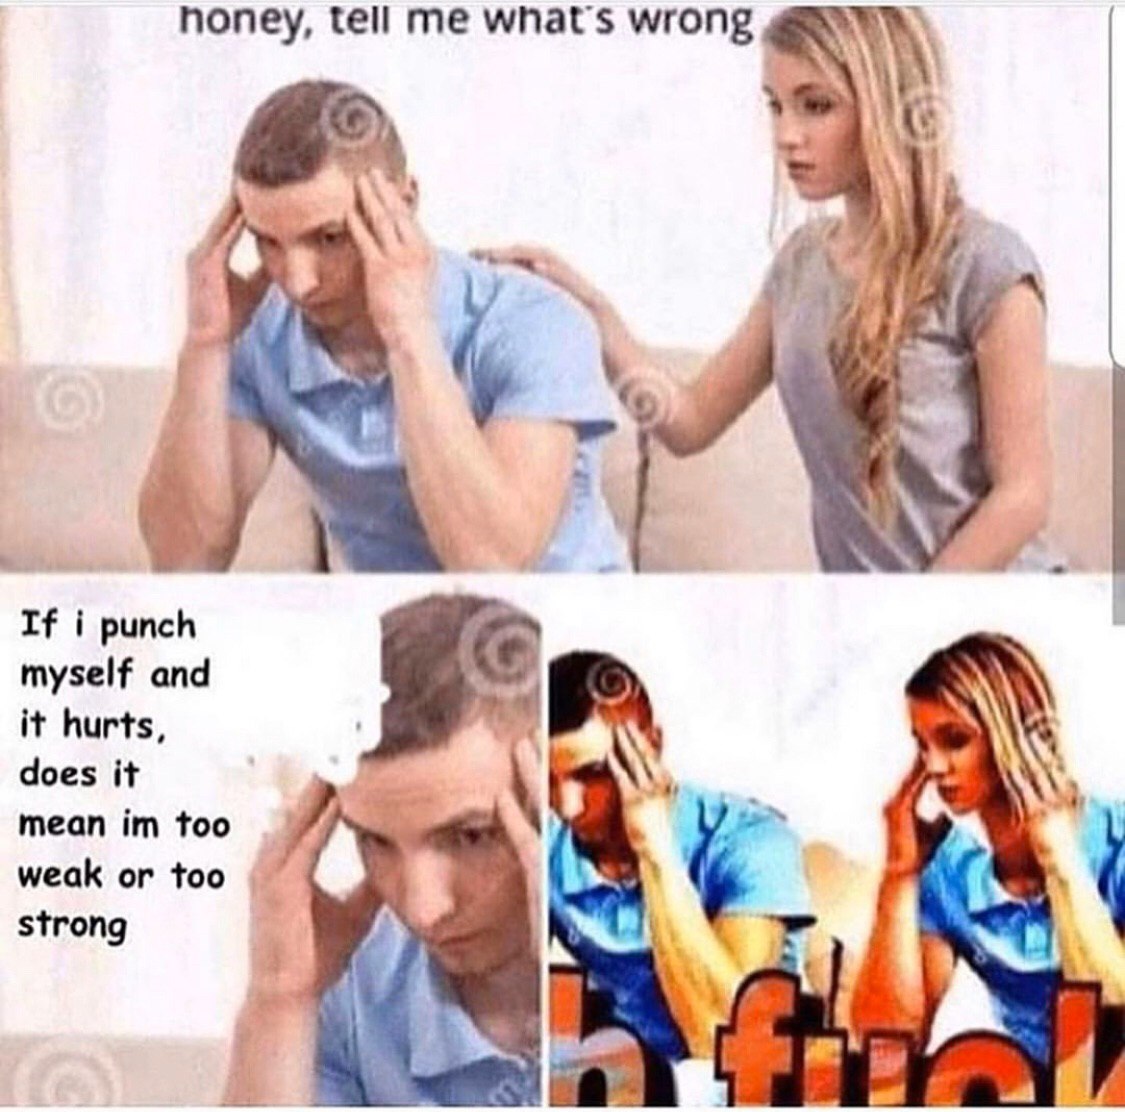 honey, tell me what's wrong
If i punch
myself and
it hurts,
does it
mean im too
weak or too
strong
h fuck